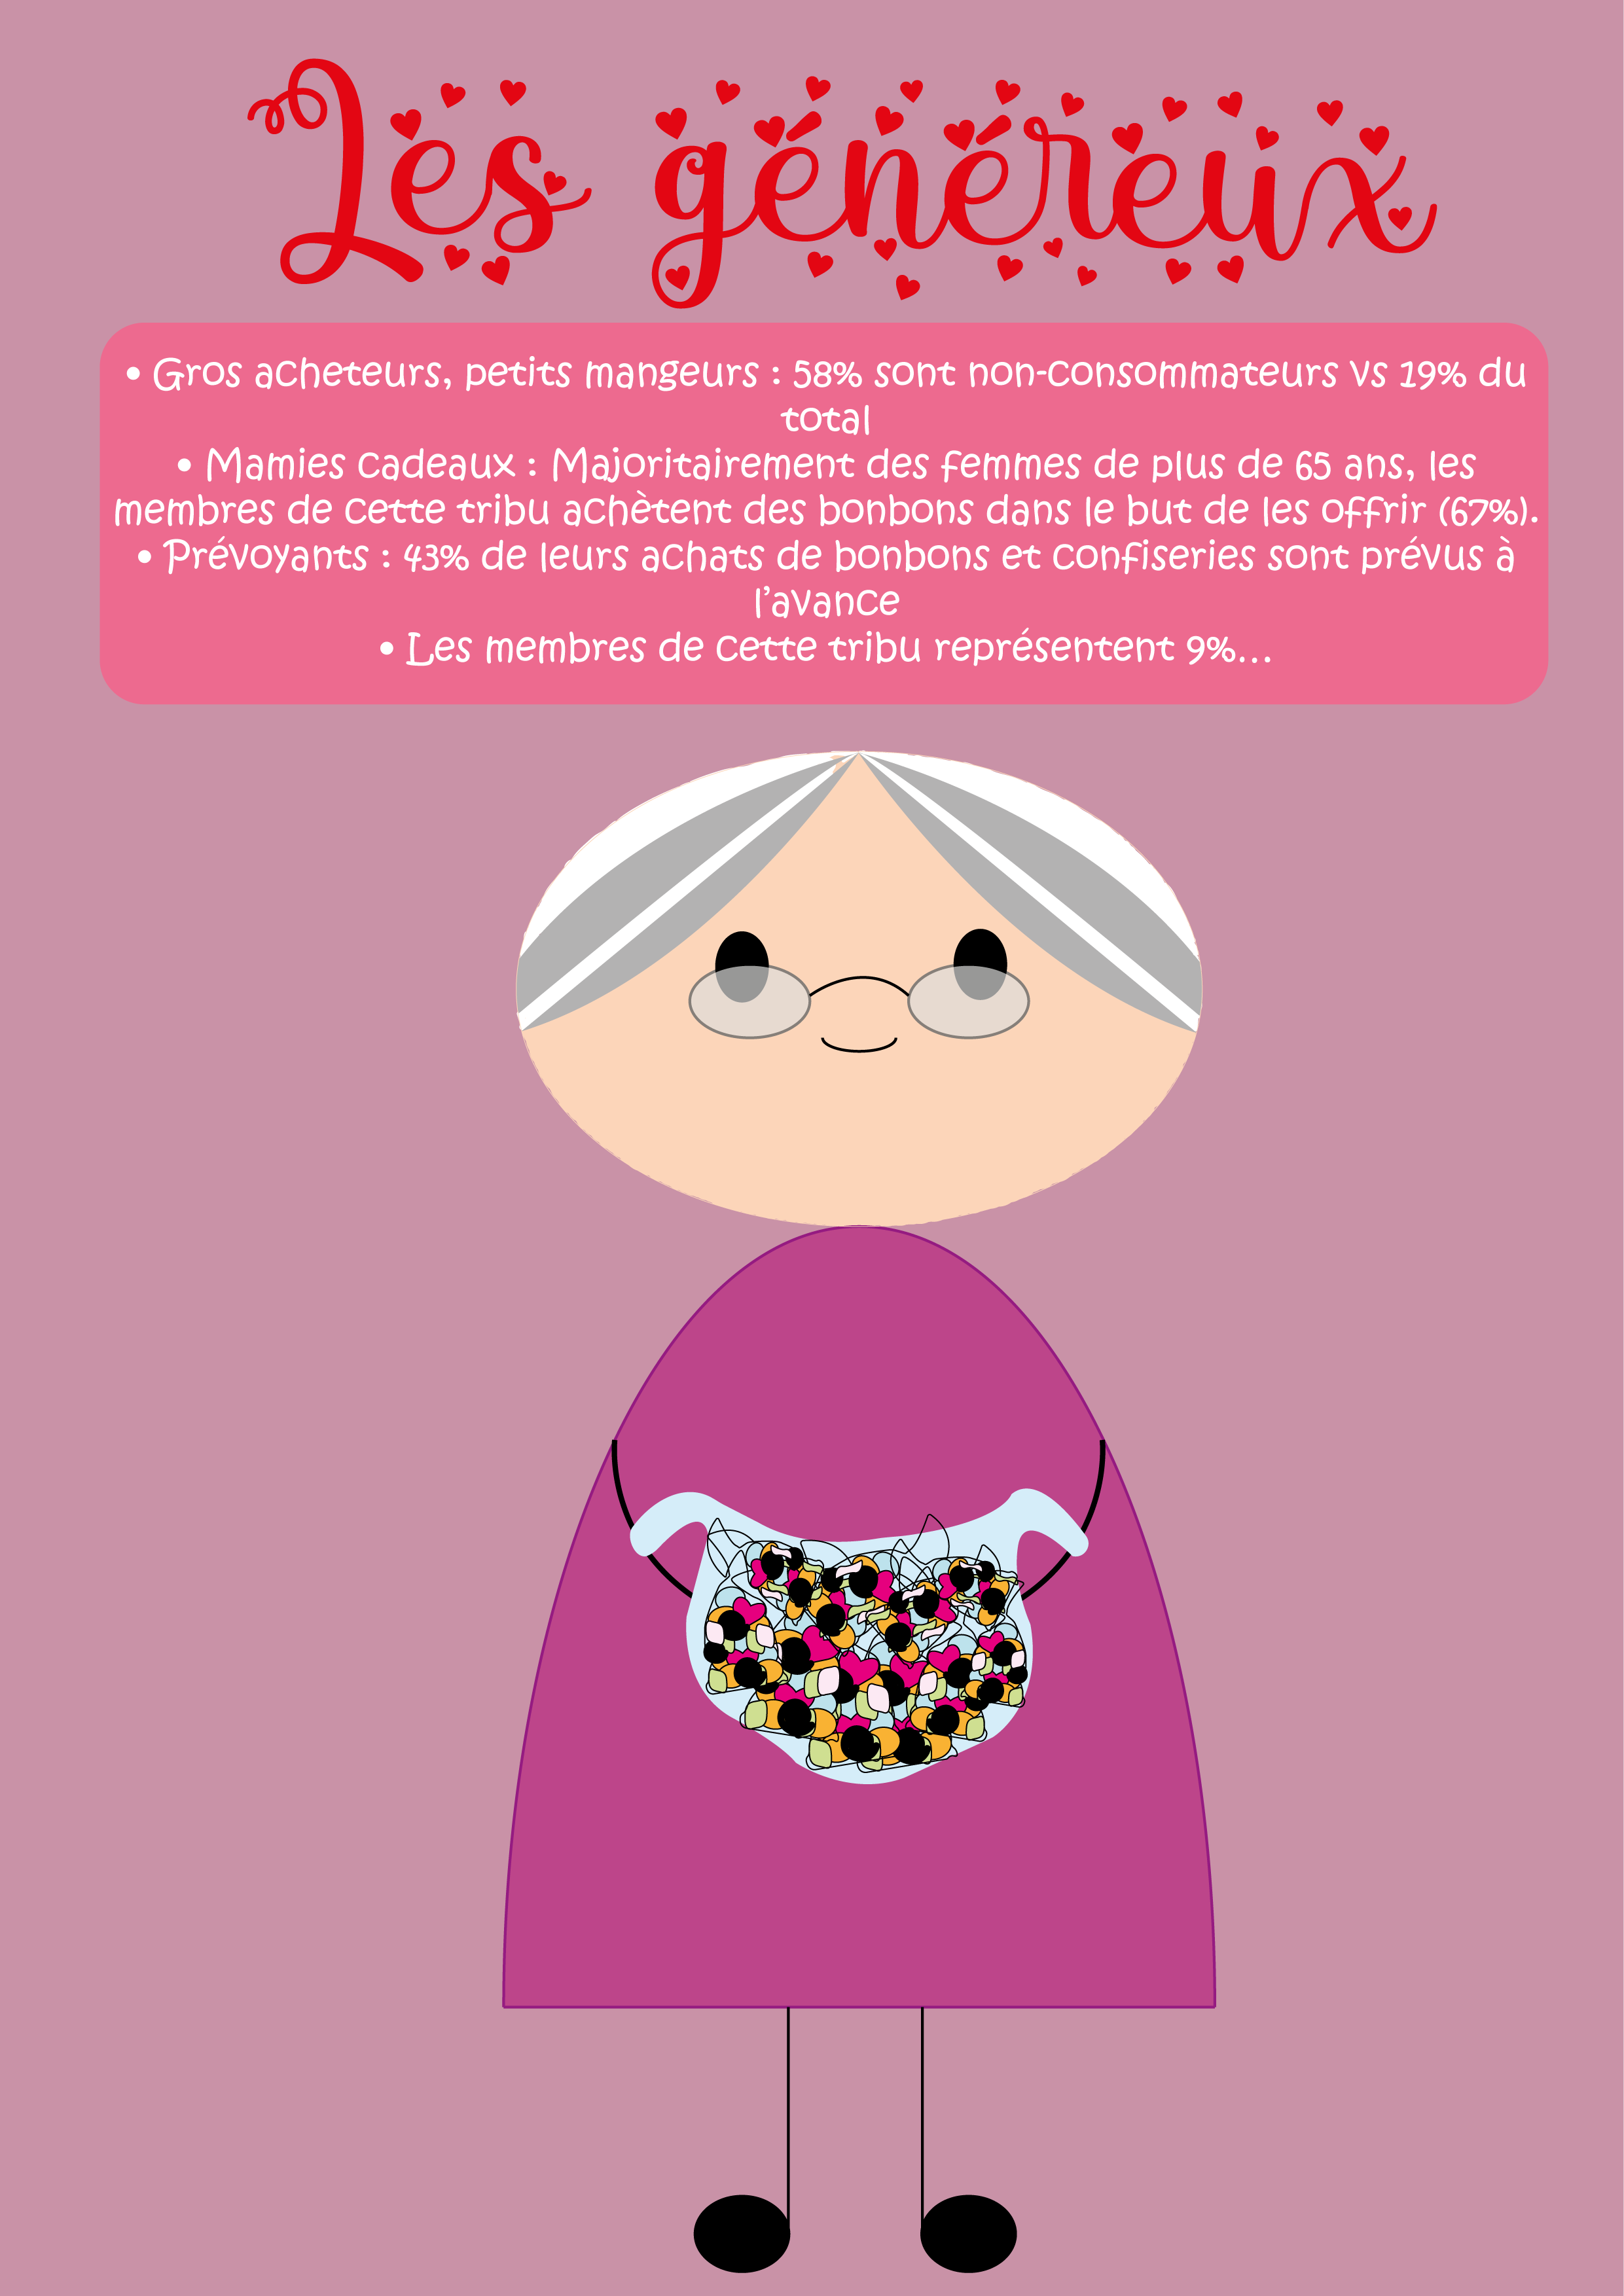 Les généreux
• Gros acheteurs, petits mangeurs : 58% sont non-consommateurs vs 19% du
total
• Mamies cadeaux : Majoritairement des femmes de plus de 65 ans, les
membres de cette tribu achètent des bonbons dans le but de les offrir (67%).
• Prévoyants : 43% de leurs achats de bonbons et confiseries sont prévus à
l’avance
• Les membres de cette tribu représentent 9%...